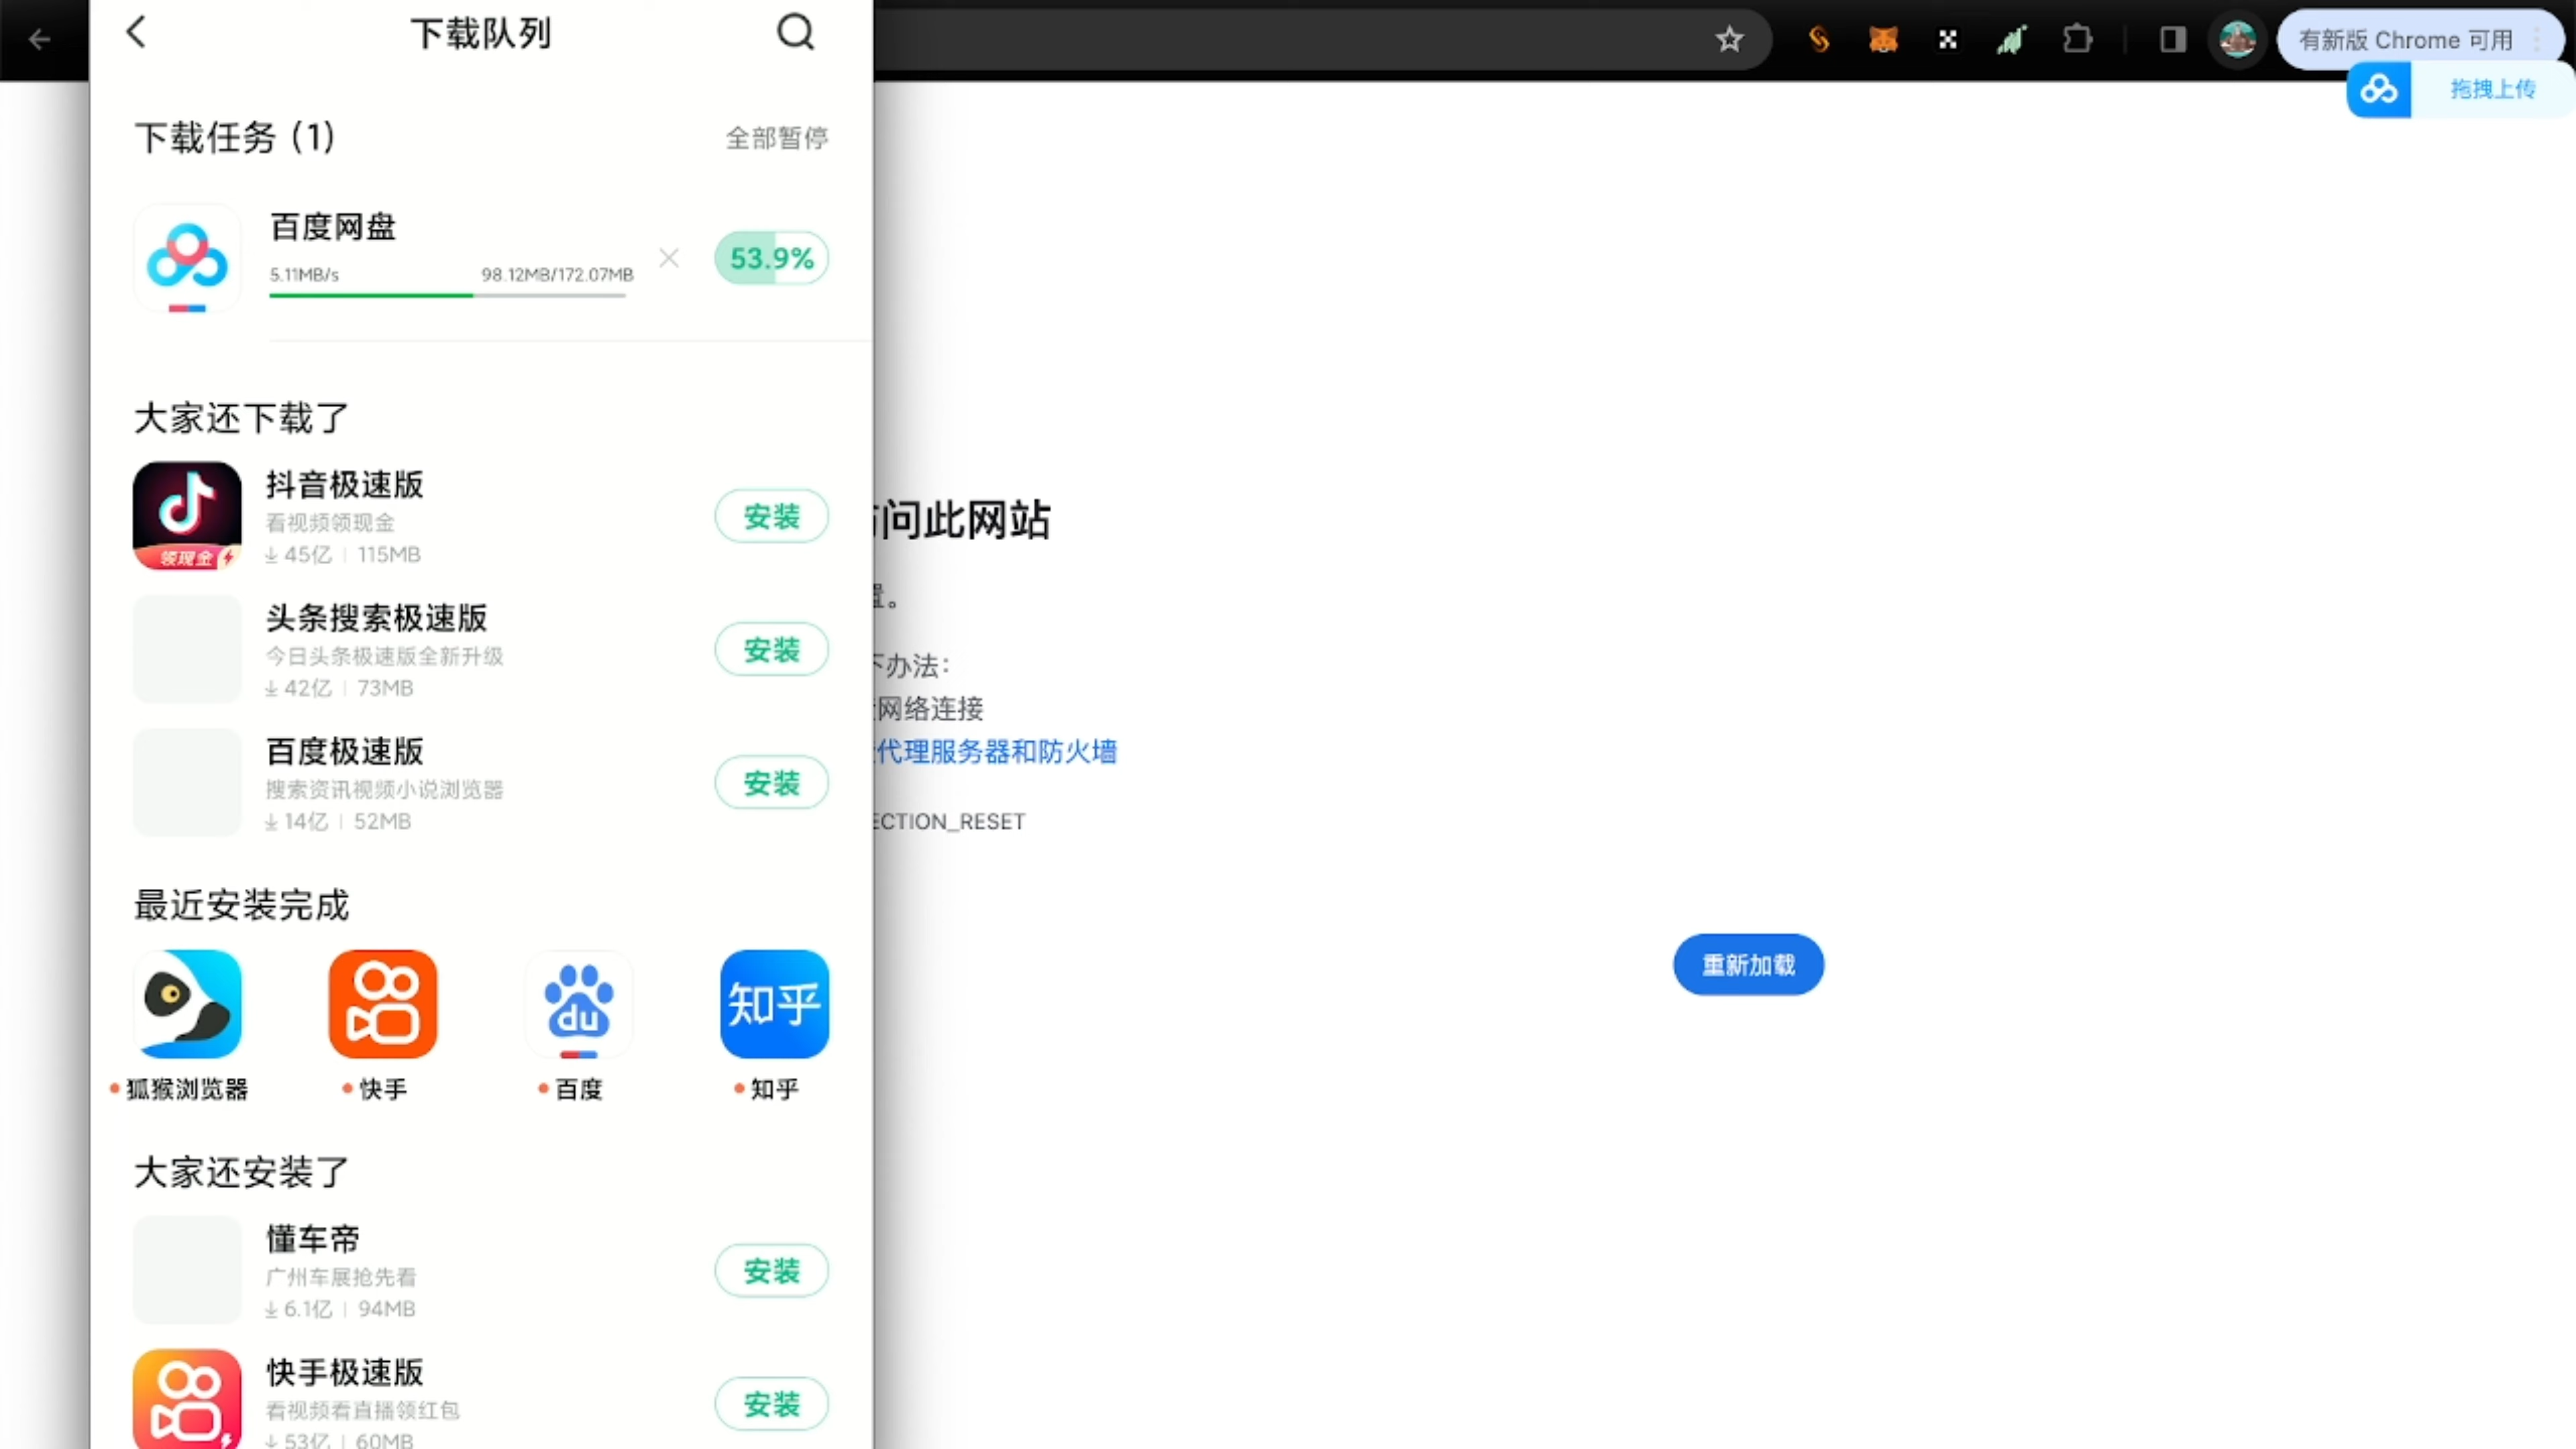 下载队列
有新版 Chrome 可用
拖拽上传
下载任务 (1)
全部暂停
百度网盘
5.11MB/s
98.12MB/172.07MB
53.9%
大家还下载了
抖音极速版
看视频领现金
45亿 | 115MB
领现金
安装
头条搜索极速版
今日头条极速版全新升级
42亿 | 73MB
安装
百度极速版
搜索资讯视频小说浏览器
14亿 | 52MB
安装
最近安装完成
du
知乎
狐猴浏览器
快手
百度
知乎
大家还安装了
懂车帝
广州车展抢先看
6.1亿 | 94MB
安装
快手极速版
看视频看直播领红包
53亿 | 60MB
安装
问此网站
。
办法：
网络连接
代理服务器和防火墙
ECTION_RESET
重新加载